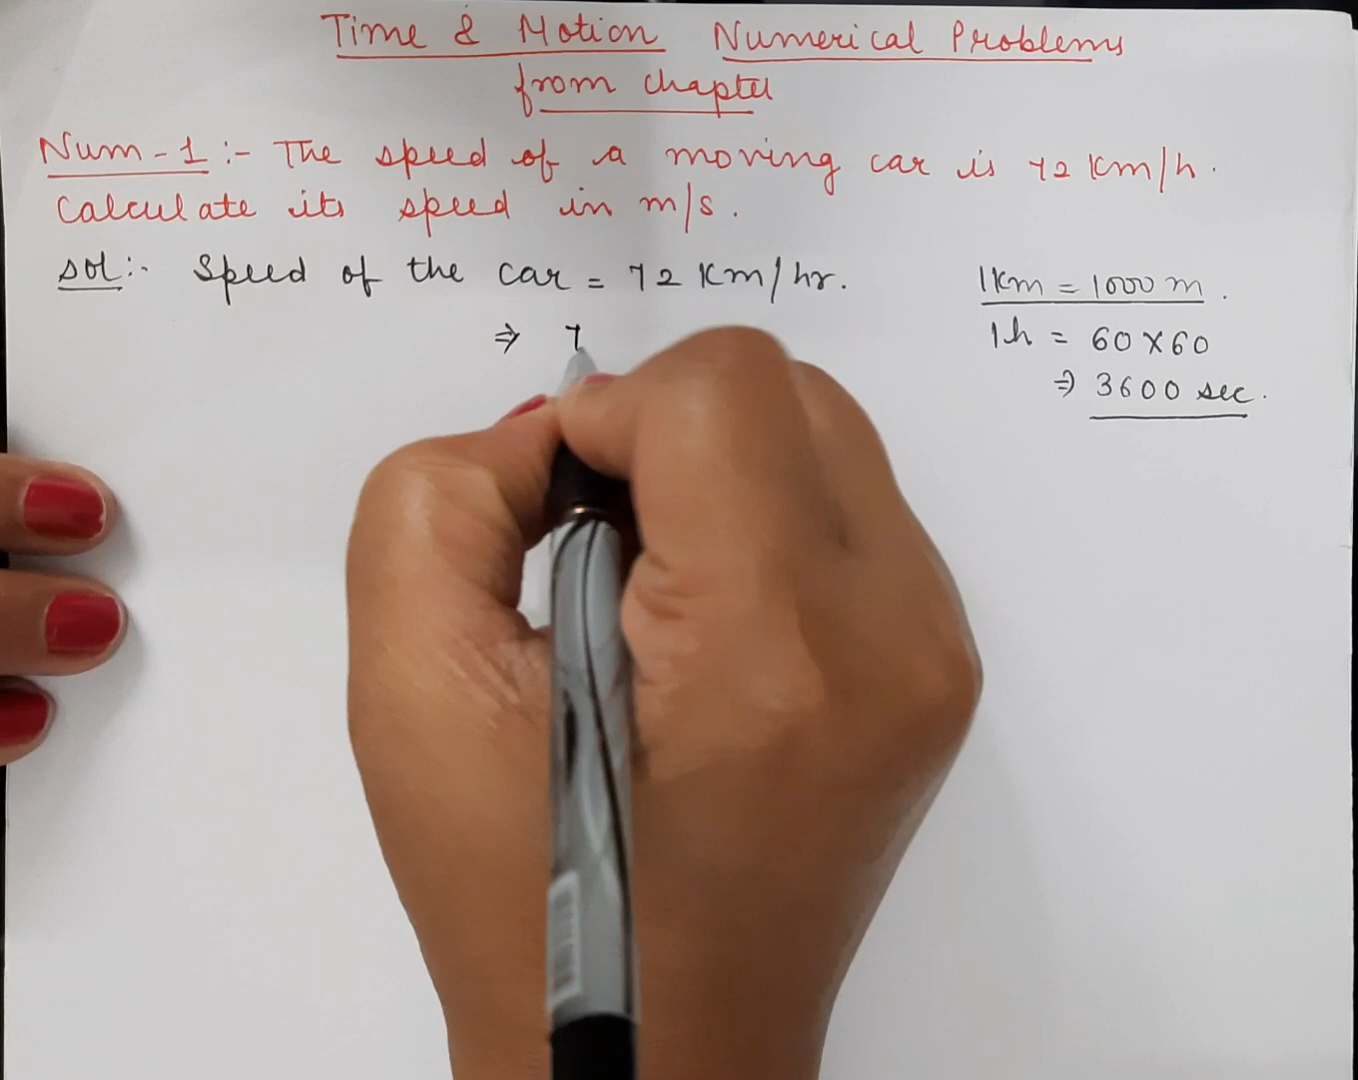 Time & Motion Numerical Problems
from chapter
Num-1:- The speed of a moving car is 72 Km/h.
Calculate its speed in m/s.
sol:- Speed of the car = 72 Km/hr.
1Km = 1000 m.
⇒ 7
1h = 60 × 60
⇒ 3600 sec.